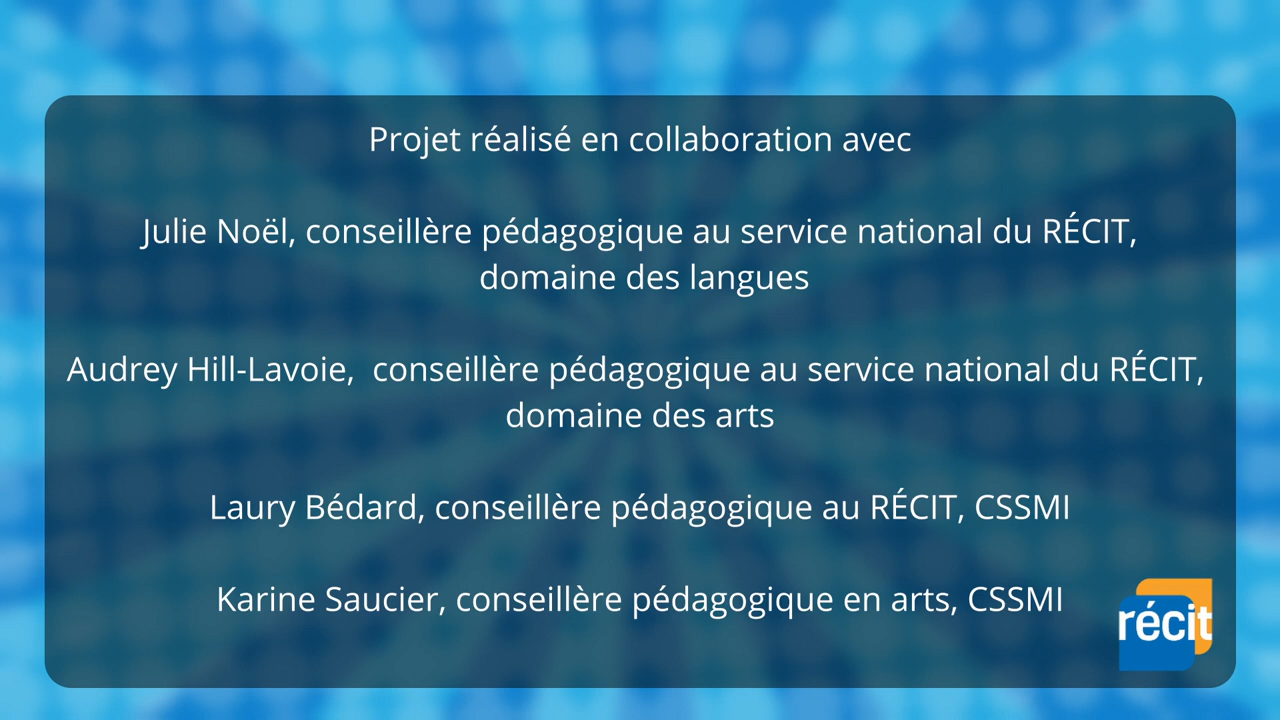 Projet réalisé en collaboration avec
Julie Noël, conseillère pédagogique au service national du RÉCIT,
domaine des langues
Audrey Hill-Lavoie,  conseillère pédagogique au service national du RÉCIT,
domaine des arts
Laury Bédard, conseillère pédagogique au RÉCIT, CSSMI
Karine Saucier, conseillère pédagogique en arts, CSSMI
récit